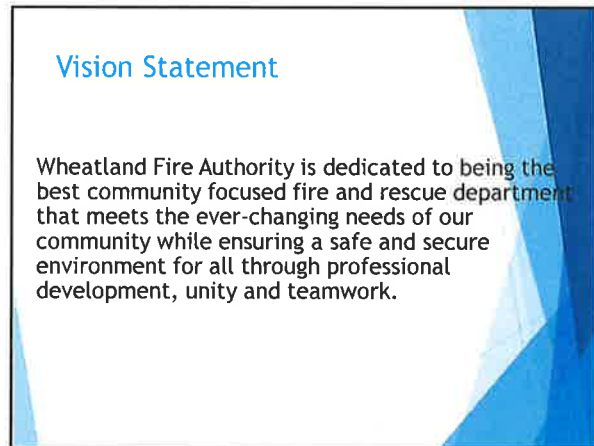 Vision Statement
Wheatland Fire Authority is dedicated to being the
best community focused fire and rescue department
that meets the ever-changing needs of our
community while ensuring a safe and secure
environment for all through professional
development, unity and teamwork.